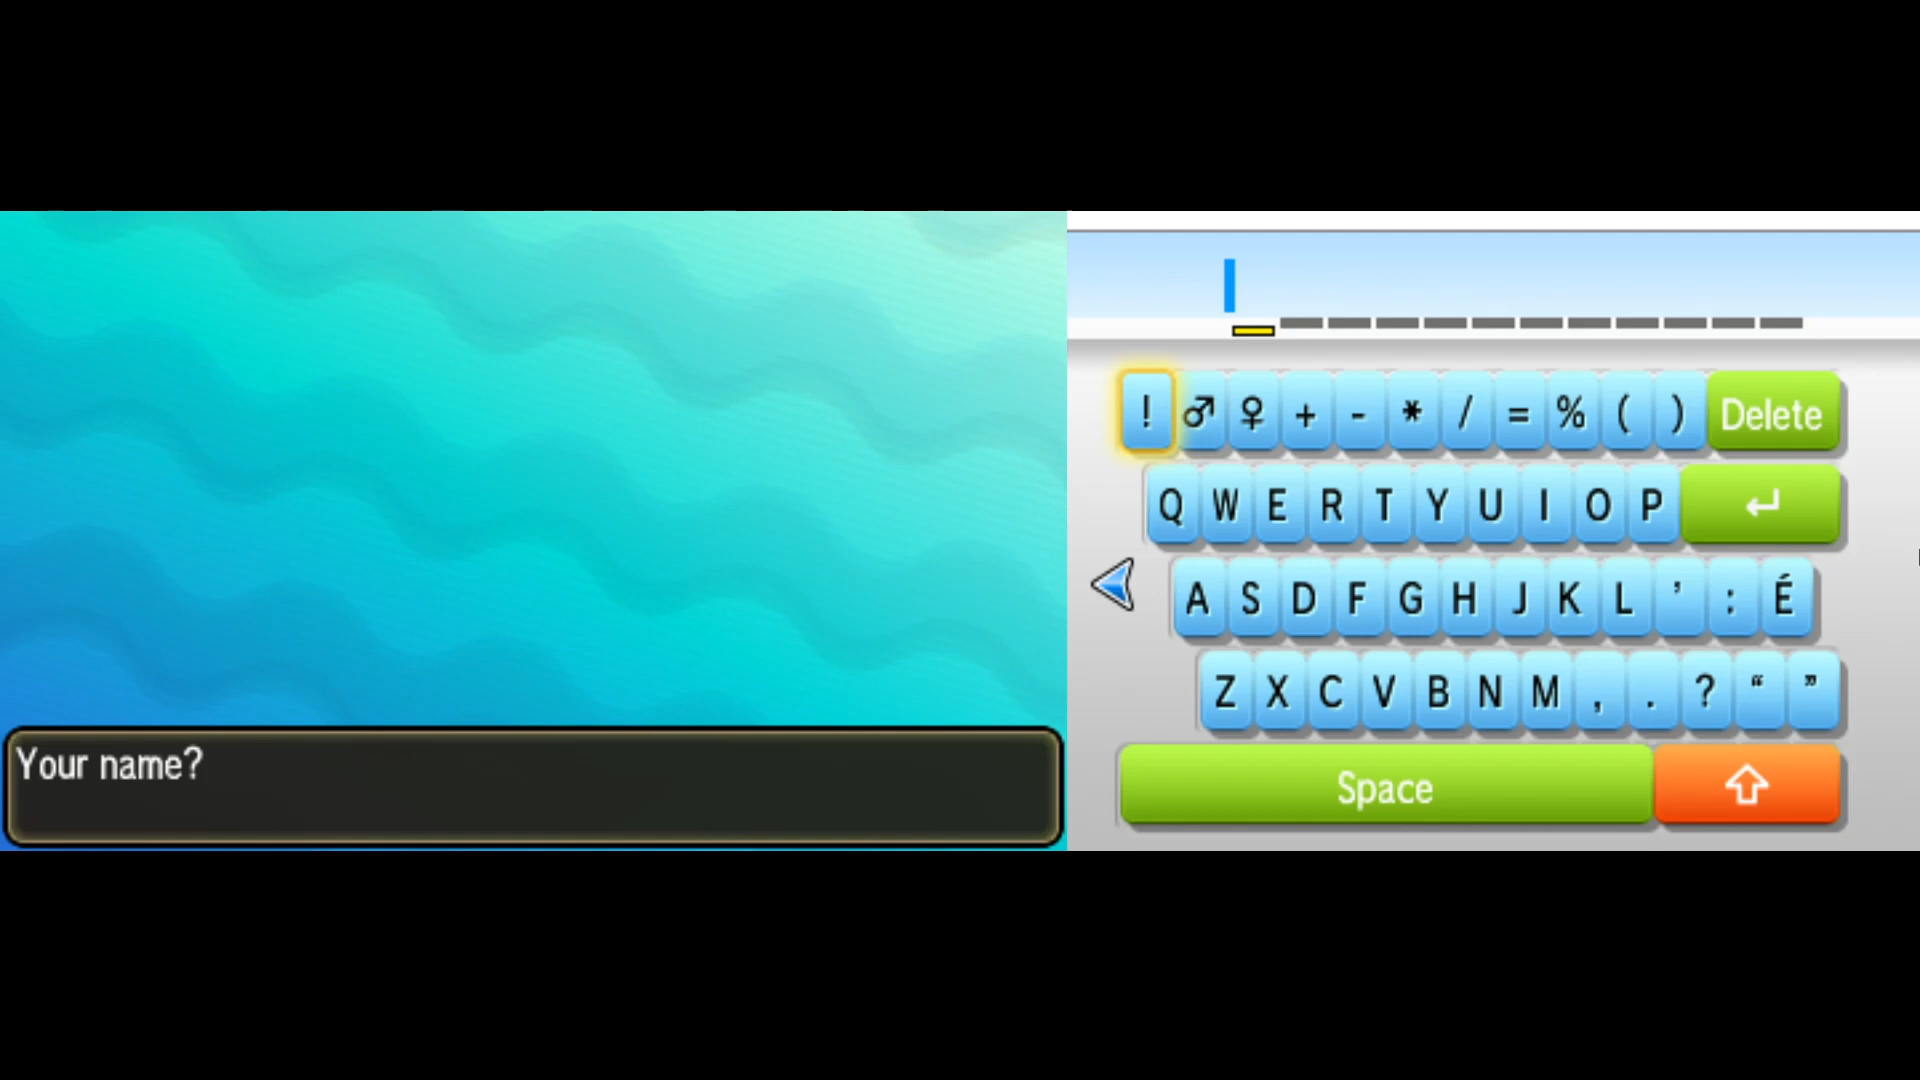 Your name?
! ♂ ♀ + - * / = % ( ) Delete
Q W E R T Y U I O P ↵
A S D F G H J K L ’ : É
Z X C V B N M , . ? “ ”
Space